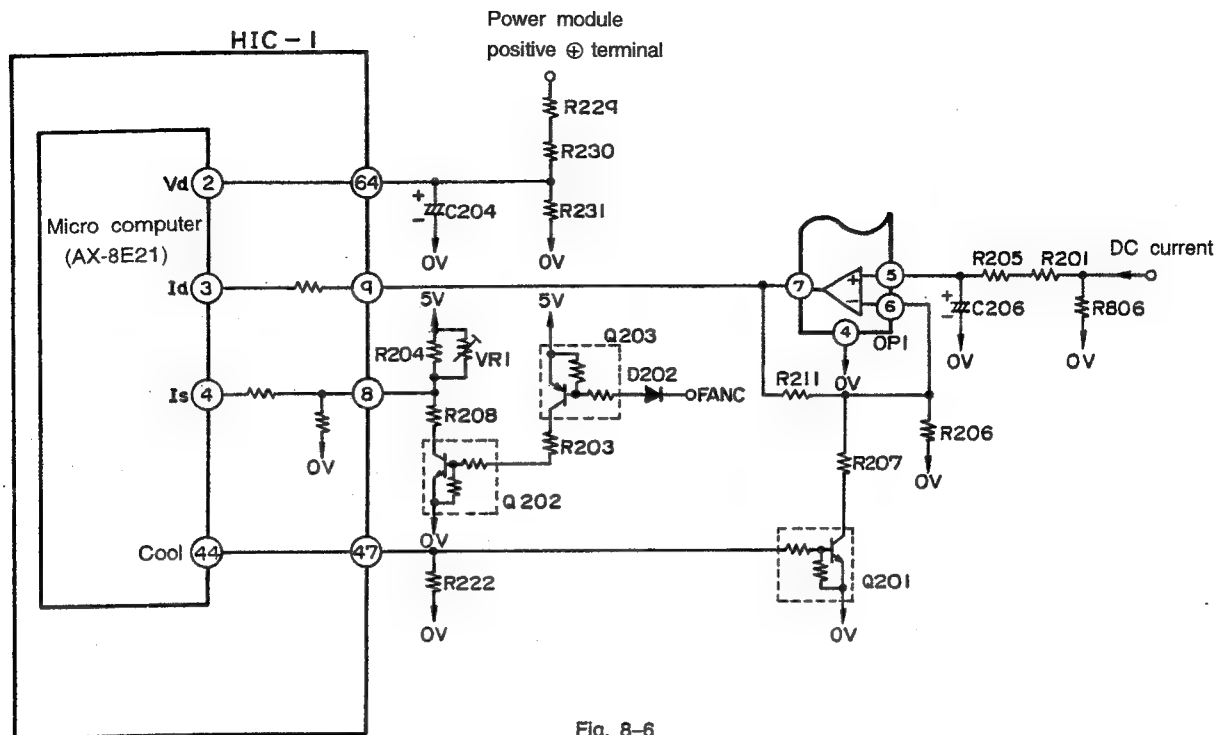 HIC-1
Power module
positive ⊕ terminal
R229
R230
Vd
2
64
+
-
C204
R231
0V
0V
Micro computer
(AX-8E21)
Id
3
9
5V
5V
7
+
-
5
6
4
OP1
0V
R205
R201
DC current
+
-
C206
0V
R806
0V
R204
VR1
Q203
D202
FANC
R211
R206
0V
Is
4
8
0V
R208
R203
R207
Q202
0V
Cool
44
47
R222
0V
Q201
0V
Fig. 8-6